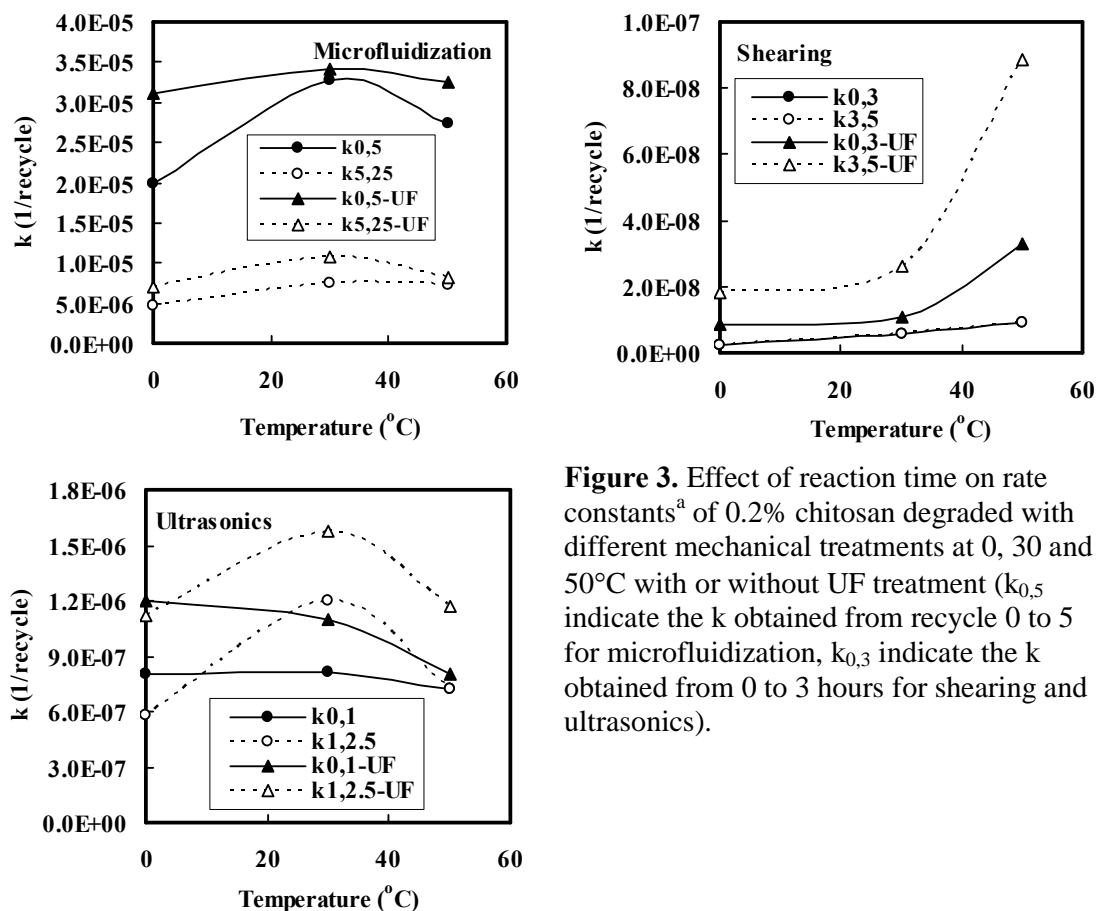 4.0E-05
3.5E-05
3.0E-05
2.5E-05
2.0E-05
1.5E-05
1.0E-05
5.0E-06
0.0E+00
k (1/recycle)
Microfluidization
k0,5
k5,25
k0,5-UF
k5,25-UF
0 20 40 60
Temperature (°C)
1.0E-07
8.0E-08
6.0E-08
4.0E-08
2.0E-08
0.0E+00
k (1/recycle)
Shearing
k0,3
k3,5
k0,3-UF
k3,5-UF
0 20 40 60
Temperature (°C)
1.8E-06
1.5E-06
1.2E-06
9.0E-07
6.0E-07
3.0E-07
0.0E+00
k (1/recycle)
Ultrasonics
k0,1
k1,2.5
k0,1-UF
k1,2.5-UF
0 20 40 60
Temperature (°C)
Figure 3. Effect of reaction time on rate
constantsᵃ of 0.2% chitosan degraded with
different mechanical treatments at 0, 30 and
50°C with or without UF treatment (k₀,₅
indicate the k obtained from recycle 0 to 5
for microfluidization, k₀,₃ indicate the k
obtained from 0 to 3 hours for shearing and
ultrasonics).